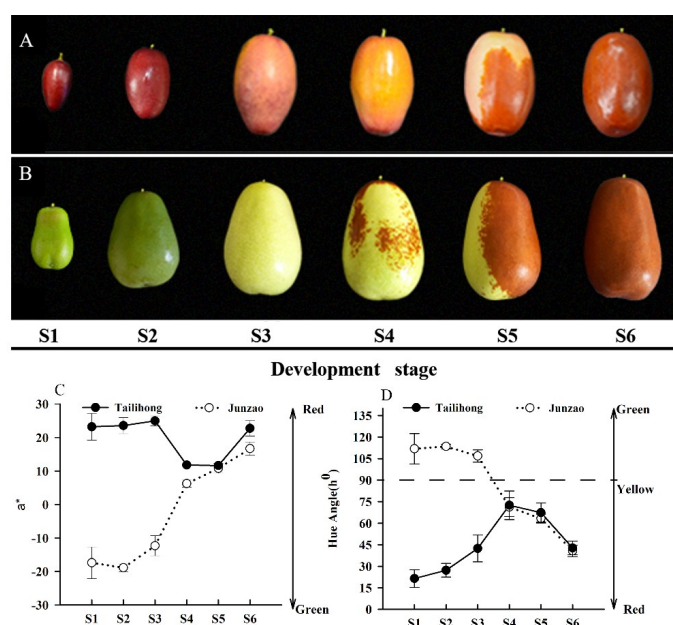 A
B
S1 S2 S3 S4 S5 S6
Development stage
C
Tailihong Junzao
Red
30
20
10
0
-10
-20
-30
a*
Green
S1 S2 S3 S4 S5 S6
D
Tailihong Junzao
Green
135
120
105
90
75
60
45
30
15
0
Hue Angle(h⁰)
Yellow
Red
S1 S2 S3 S4 S5 S6